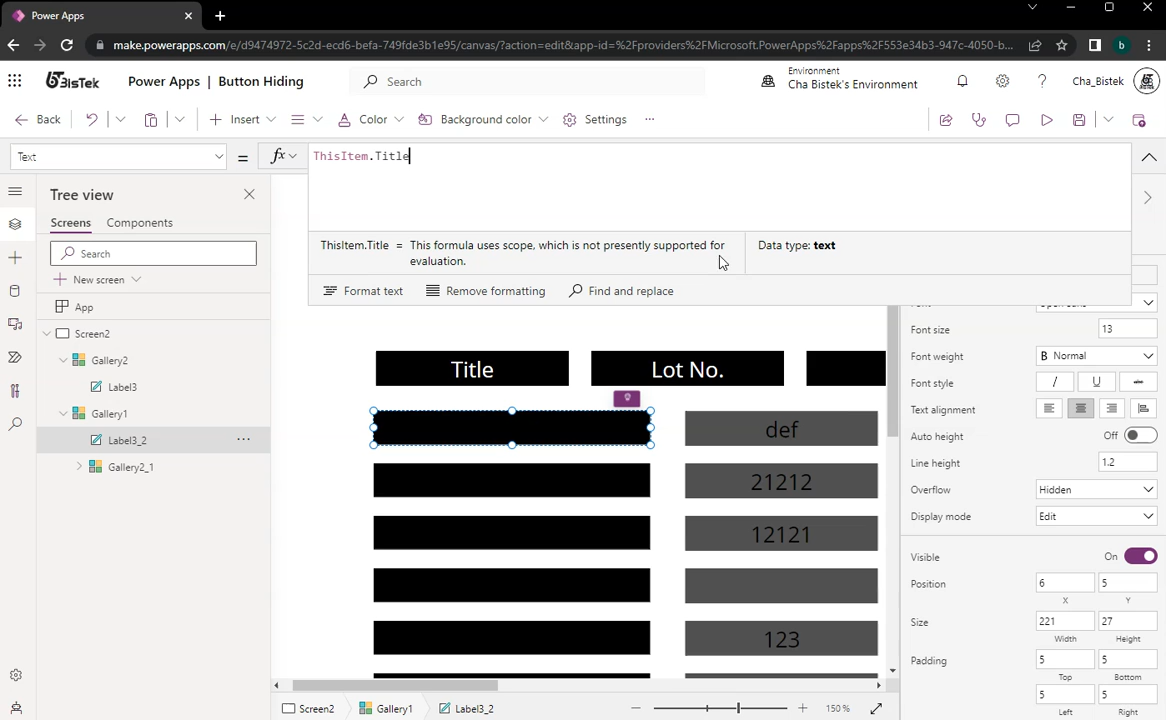 Power Apps
make.powerapps.com/e/d9474972-5c2d-ecd6-befa-749fde3b1e95/canvas/?action=edit&app-id=%2Fproviders%2FMicrosoft.PowerApps%2Fapps%2F553e34b3-947c-4050-b...
b
BisTek
Power Apps | Button Hiding
Search
Environment
Cha Bistek's Environment
Cha_Bistek
Back
Insert
Color
Background color
Settings
Text
=
fx
ThisItem.Title
Tree view
Screens
Components
Search
New screen
App
Screen2
Gallery2
Label3
Gallery1
Label3_2
Gallery2_1
ThisItem.Title = This formula uses scope, which is not presently supported for evaluation.
Data type: text
Format text
Remove formatting
Find and replace
Title
Lot No.
def
21212
12121
123
Font size
13
Font weight
B Normal
Font style
/
U
abc
Text alignment
Auto height
Off
Line height
1.2
Overflow
Hidden
Display mode
Edit
Visible
On
Position
6
5
X
Y
Size
221
27
Width
Height
Padding
5
5
Top
Bottom
5
5
Left
Right
Screen2
Gallery1
Label3_2
150 %